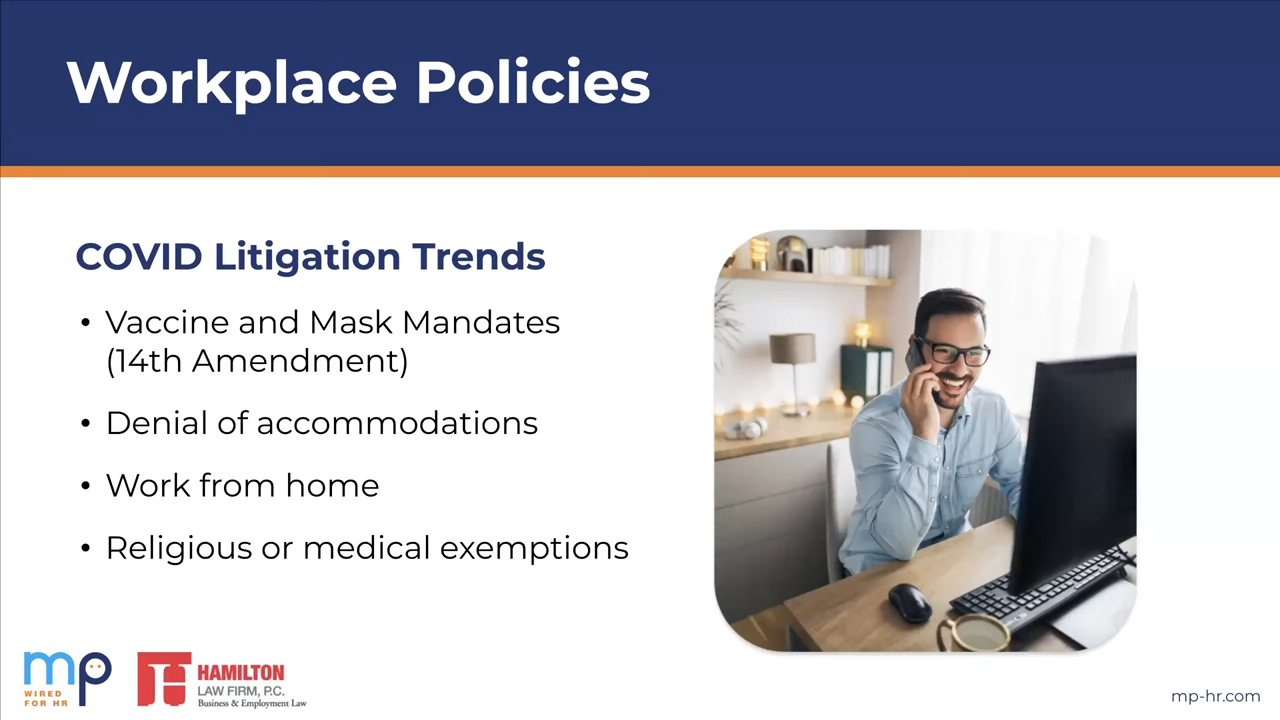 Workplace Policies
COVID Litigation Trends
• Vaccine and Mask Mandates
(14th Amendment)
• Denial of accommodations
• Work from home
• Religious or medical exemptions
mp
WIRED
FOR HR
HAMILTON
LAW FIRM, P.C.
Business & Employment Law
mp-hr.com